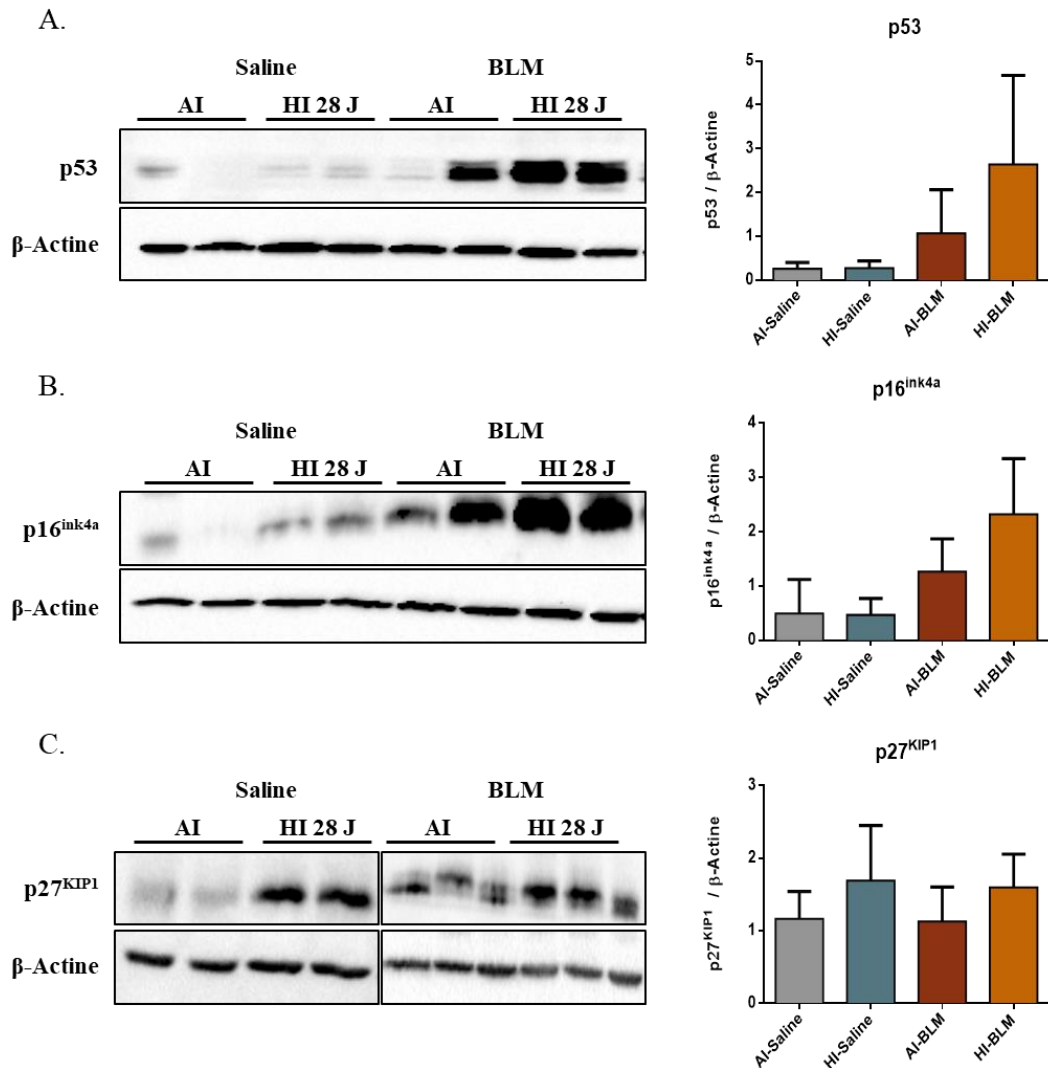 A.
Saline BLM
AI HI 28 J AI HI 28 J
p53
β-Actine
p53
p53 / β-Actine
5
4
3
2
1
0
AI-Saline HI-Saline AI-BLM HI-BLM
B.
Saline BLM
AI HI 28 J AI HI 28 J
p16ink4a
β-Actine
p16ink4a
p16ink4a / β-Actine
4
3
2
1
0
AI-Saline HI-Saline AI-BLM HI-BLM
C.
Saline BLM
AI HI 28 J AI HI 28 J
p27KIP1
β-Actine
p27KIP1
p27KIP1 / β-Actine
3
2
1
0
AI-Saline HI-Saline AI-BLM HI-BLM